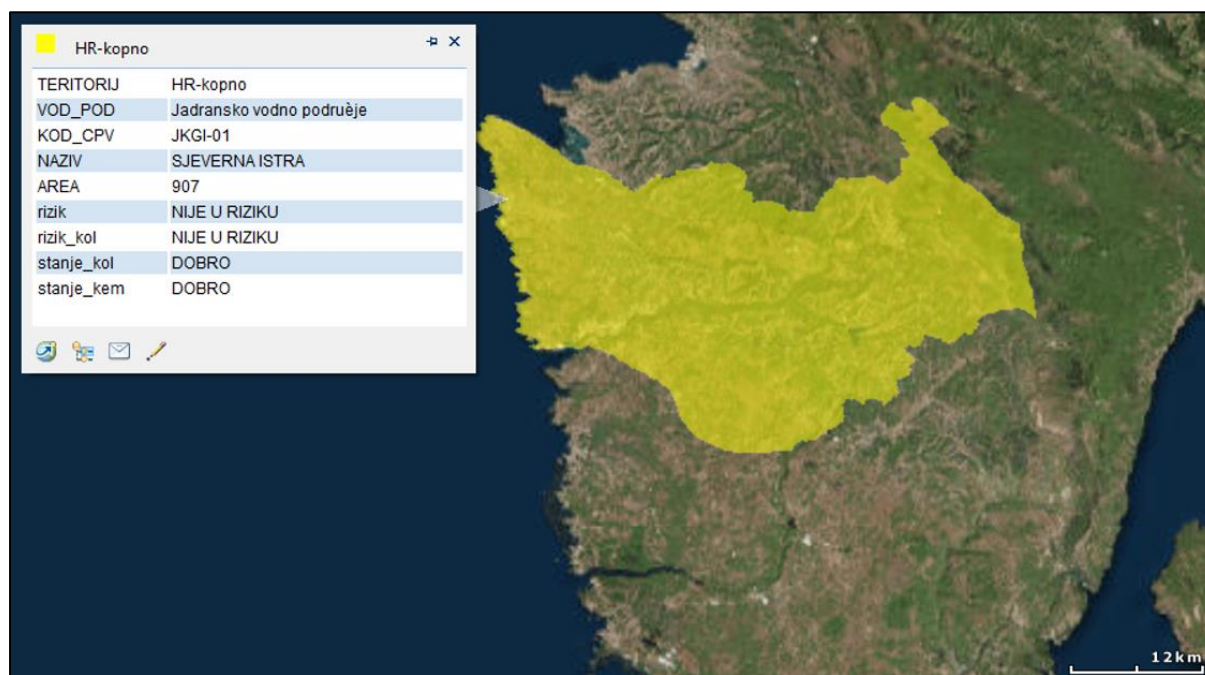 HR-kopno
TERITORIJ HR-kopno
VOD_POD Jadransko vodno podruèje
KOD_CPV JKGI-01
NAZIV SJEVERNA ISTRA
AREA 907
rizik NIJE U RIZIKU
rizik_kol NIJE U RIZIKU
stanje_kol DOBRO
stanje_kem DOBRO
12km